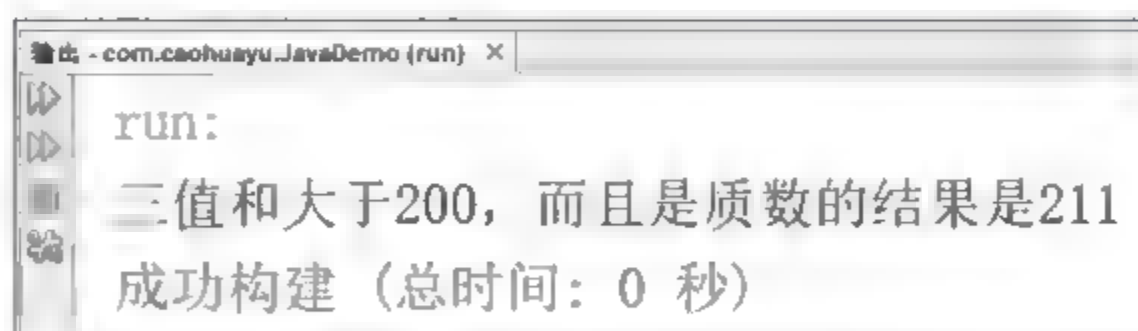 输出 - com.caohuayu.JavaDemo (run) ×
run:
三值和大于200, 而且是质数的结果是211
成功构建 (总时间: 0 秒)